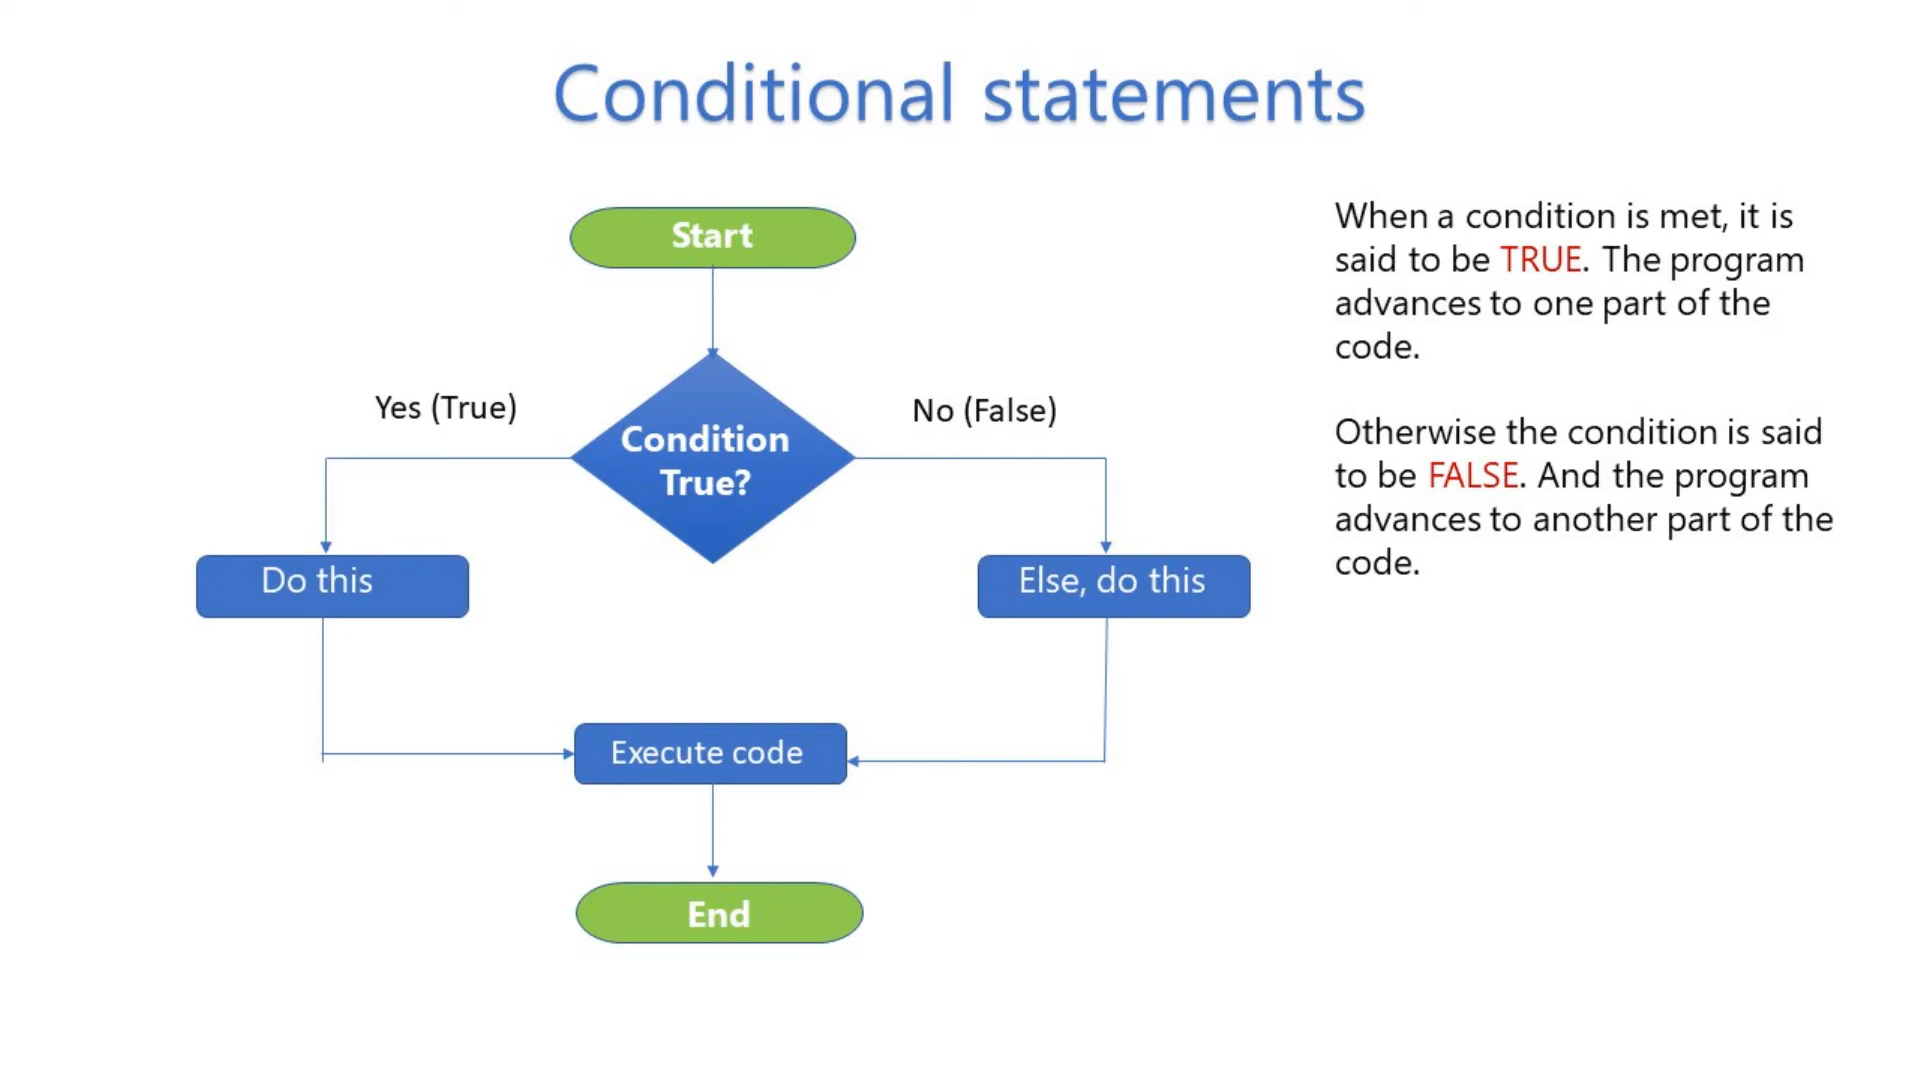 Conditional statements
Start
When a condition is met, it is
said to be TRUE. The program
advances to one part of the
code.
Yes (True)
No (False)
Condition
True?
Otherwise the condition is said
to be FALSE. And the program
advances to another part of the
code.
Do this
Else, do this
Execute code
End